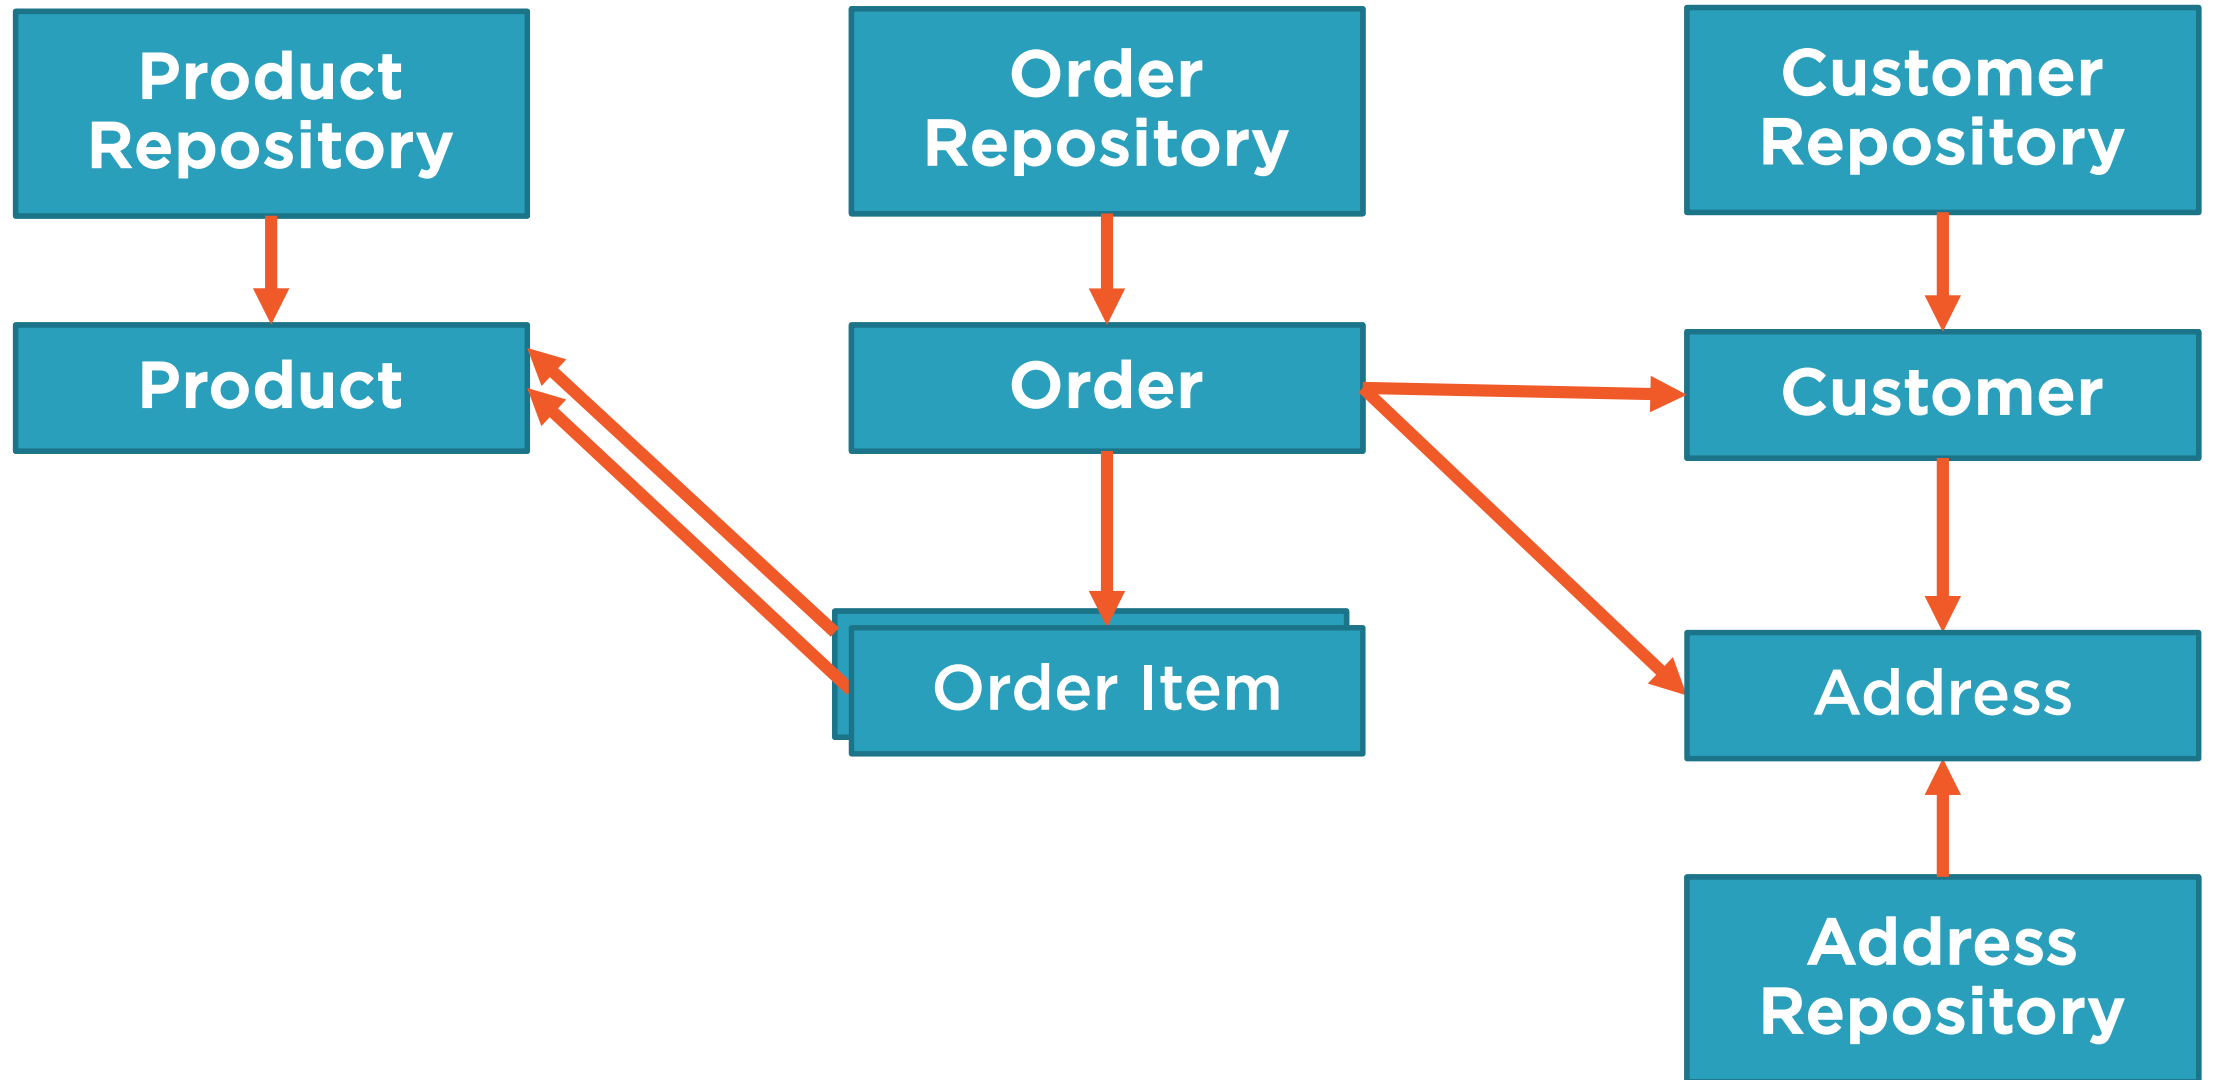 Product
Repository
Order
Repository
Customer
Repository
Product
Order
Customer
Order Item
Address
Address
Repository